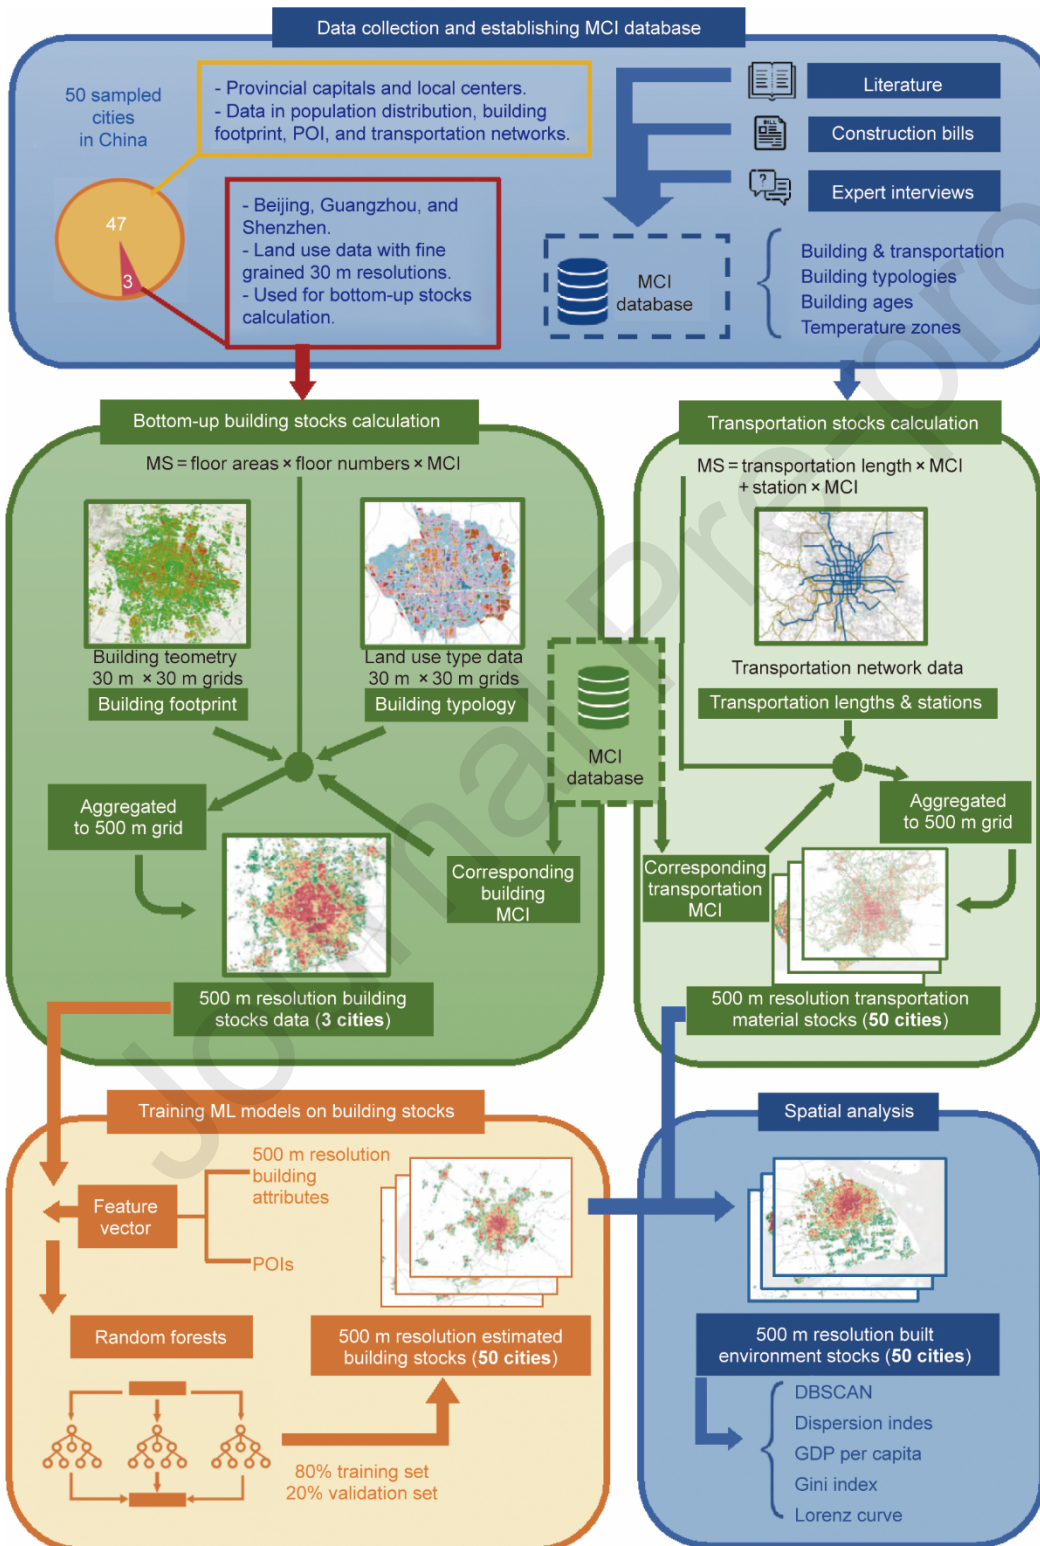 Data collection and establishing MCI database
50 sampled
cities
in China
47
3
- Provincial capitals and local centers.
- Data in population distribution, building
footprint, POI, and transportation networks.
- Beijing, Guangzhou, and
Shenzhen.
- Land use data with fine
grained 30 m resolutions.
- Used for bottom-up stocks
calculation.
Literature
BILL
Construction bills
?
Expert interviews
MCI
database
Building & transportation
Building typologies
Building ages
Temperature zones
Bottom-up building stocks calculation
MS = floor areas × floor numbers × MCI
Building teometry
30 m × 30 m grids
Building footprint
Land use type data
30 m × 30 m grids
Building typology
Aggregated
to 500 m grid
Corresponding
building
MCI
500 m resolution building
stocks data (3 cities)
MCI
database
Transportation stocks calculation
MS = transportation length × MCI
+ station × MCI
Transportation network data
Transportation lengths & stations
Aggregated
to 500 m grid
Corresponding
transportation
MCI
500 m resolution transportation
material stocks (50 cities)
Training ML models on building stocks
500 m resolution
building
attributes
Feature
vector
POIs
Random forests
500 m resolution estimated
building stocks (50 cities)
80% training set
20% validation set
Spatial analysis
500 m resolution built
environment stocks (50 cities)
DBSCAN
Dispersion indes
GDP per capita
Gini index
Lorenz curve
Journal Pre-pro